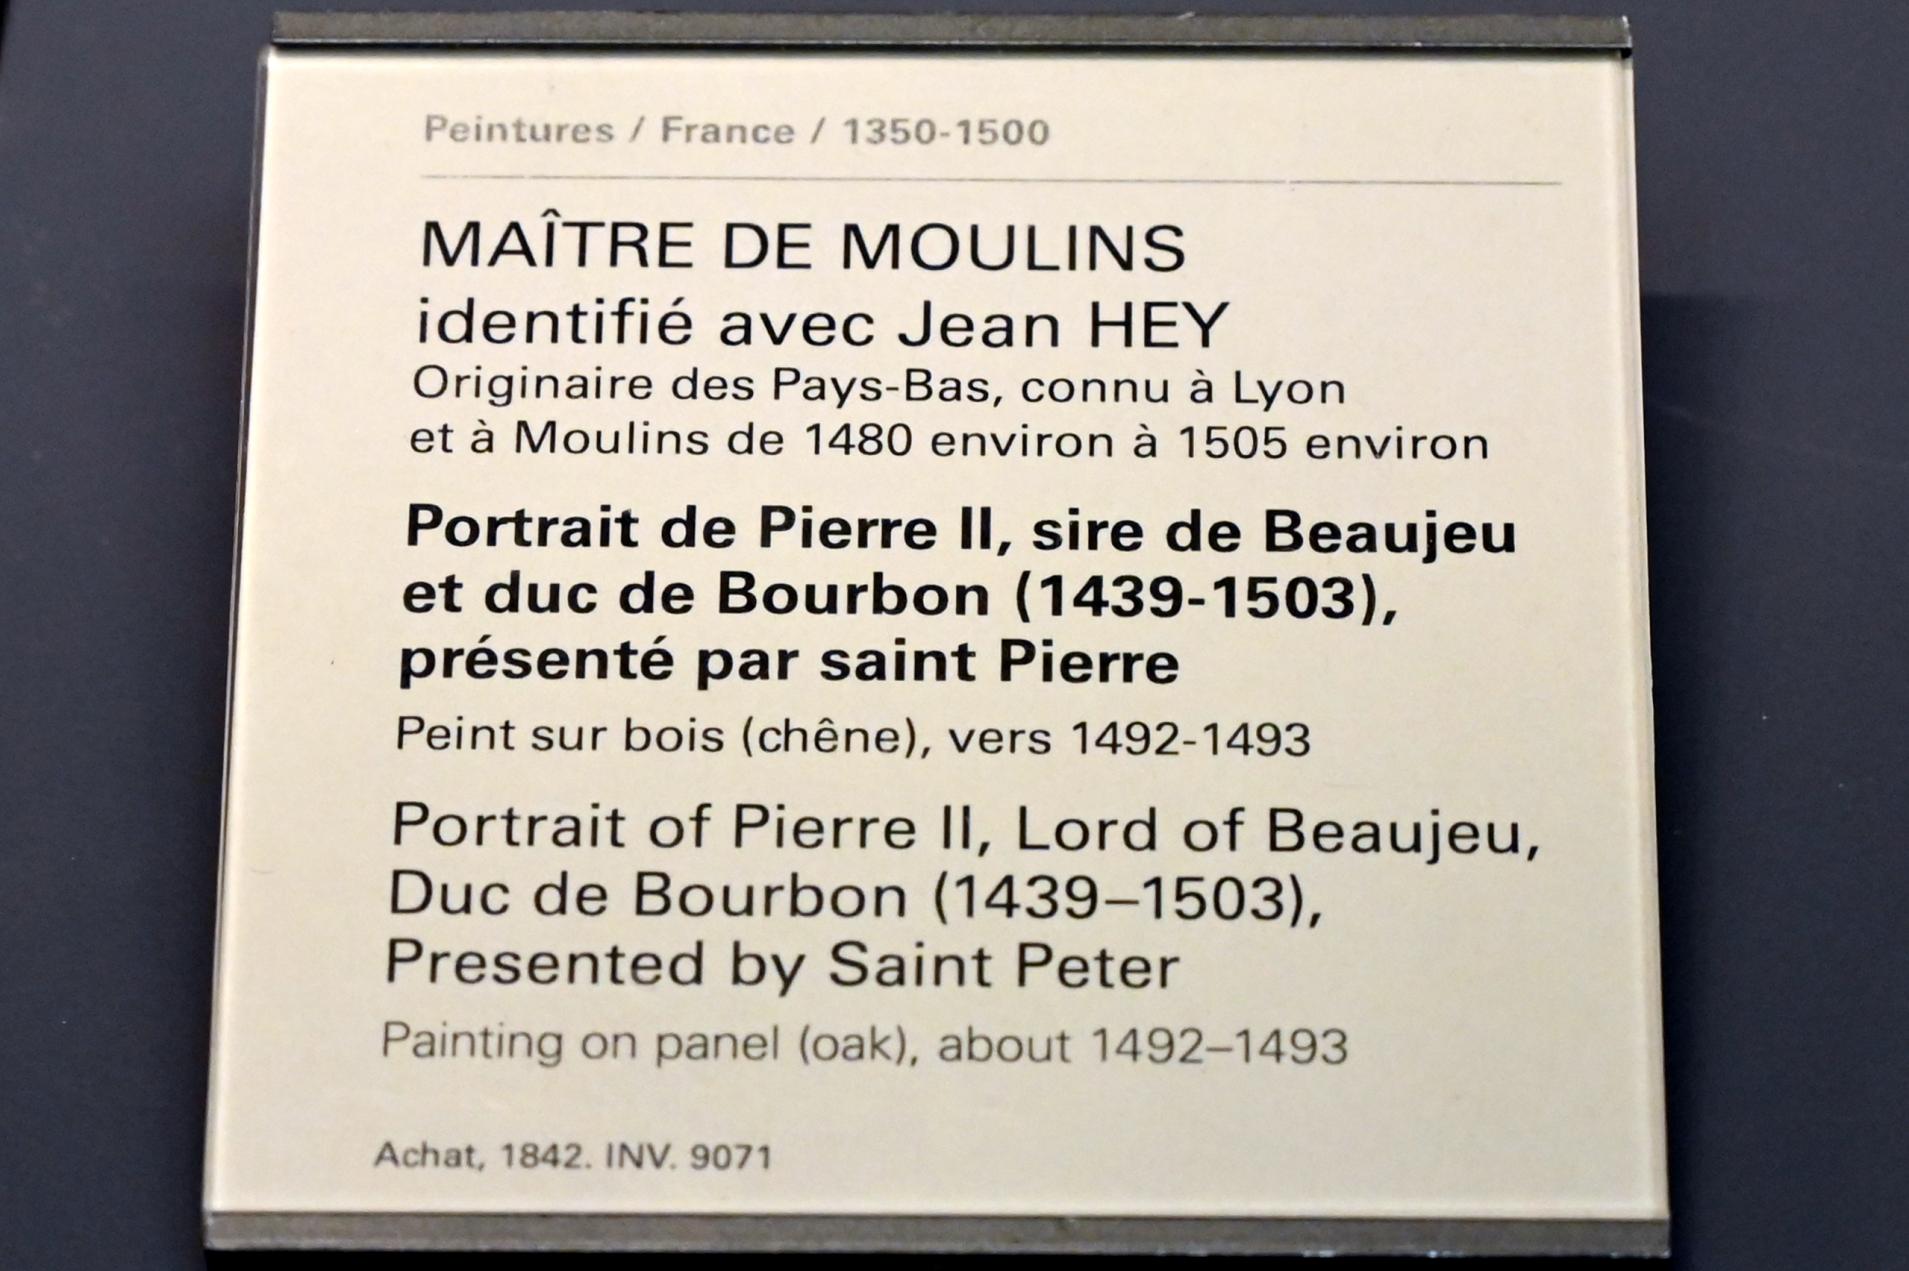 Peintures / France / 1350-1500
MAÎTRE DE MOULINS
identifié avec Jean HEY
Originaire des Pays-Bas, connu à Lyon
et à Moulins de 1480 environ à 1505 environ
Portrait de Pierre II, sire de Beaujeu
et duc de Bourbon (1439-1503),
présenté par saint Pierre
Peint sur bois (chêne), vers 1492-1493
Portrait of Pierre II, Lord of Beaujeu,
Duc de Bourbon (1439–1503),
Presented by Saint Peter
Painting on panel (oak), about 1492–1493
Achat, 1842. INV. 9071